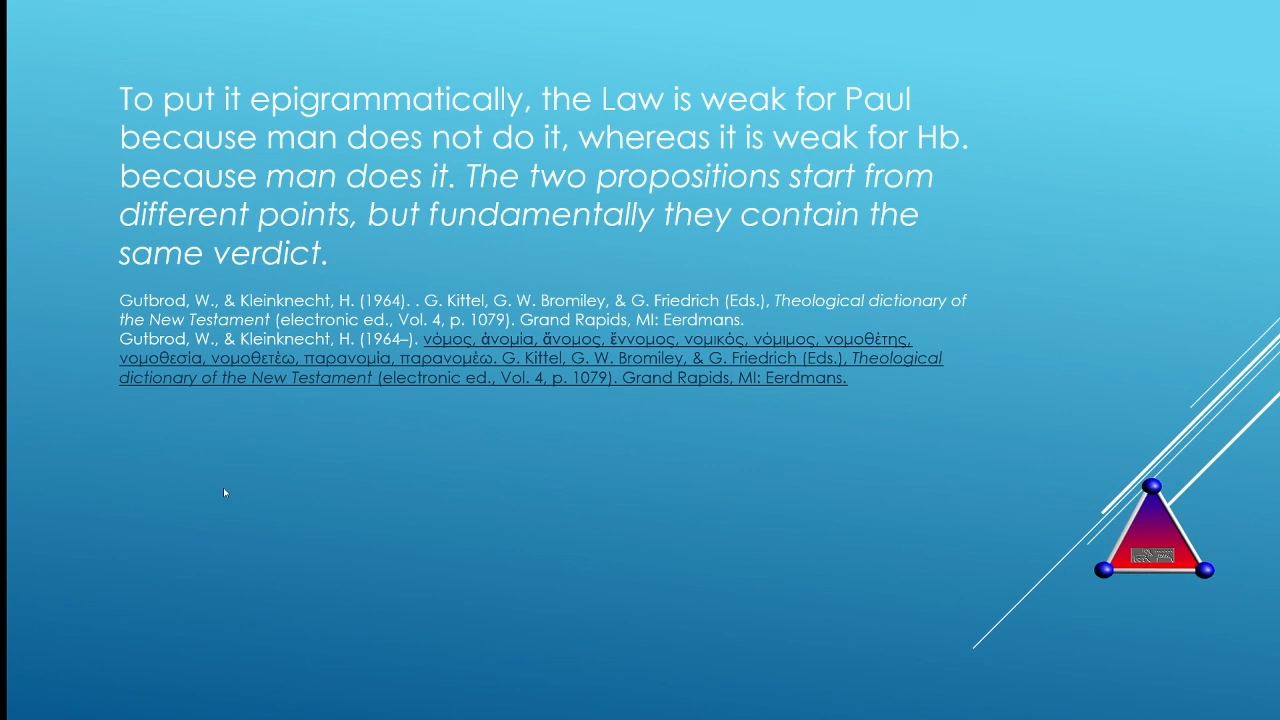 To put it epigrammatically, the Law is weak for Paul
because man does not do it, whereas it is weak for Hb.
because man does it. The two propositions start from
different points, but fundamentally they contain the
same verdict.
Gutbrod, W., & Kleinknecht, H. (1964). . G. Kittel, G. W. Bromiley, & G. Friedrich (Eds.), Theological dictionary of
the New Testament (electronic ed., Vol. 4, p. 1079). Grand Rapids, MI: Eerdmans.
Gutbrod, W., & Kleinknecht, H. (1964–). νόμος, ἀνομία, ἄνομος, ἔννομος, νομικός, νόμιμος, νομοθέτης,
νομοθεσία, νομοθετέω, παρανομία, παρανομέω. G. Kittel, G. W. Bromiley, & G. Friedrich (Eds.), Theological
dictionary of the New Testament (electronic ed., Vol. 4, p. 1079). Grand Rapids, MI: Eerdmans.